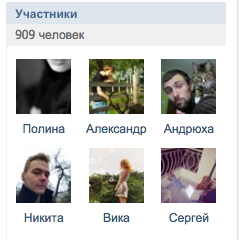 Участники
909 человек
Полина Александр Андрюха
Никита Вика Сергей